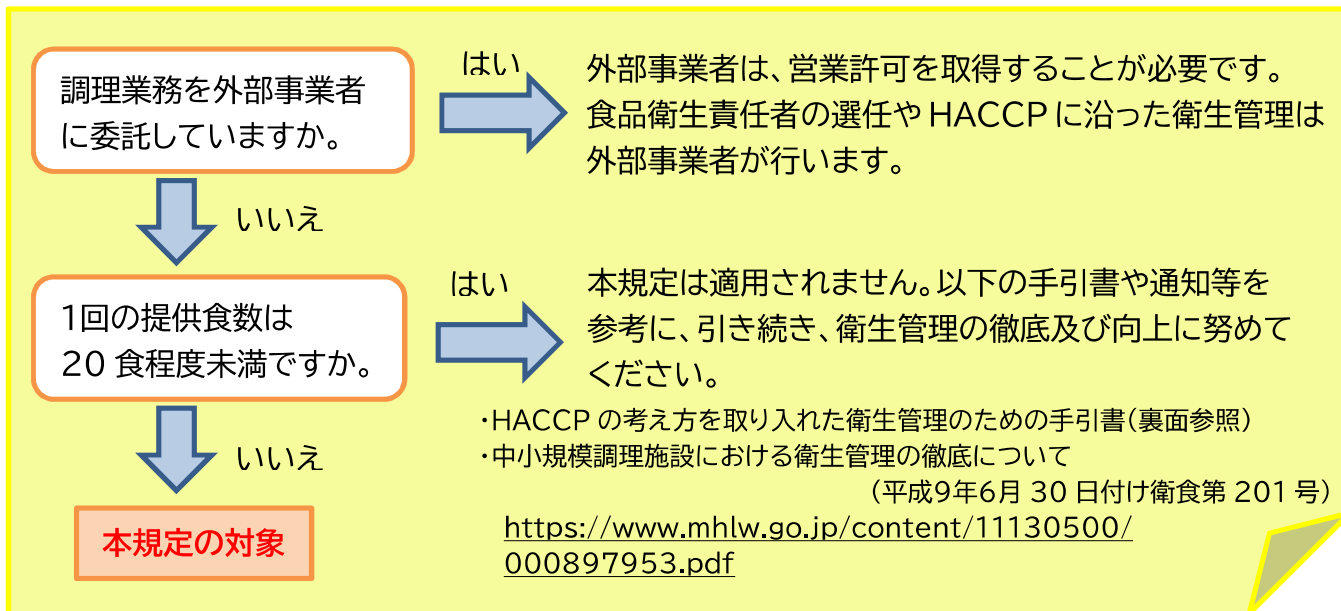 調理業務を外部事業者
に委託していますか。
はい
外部事業者は、営業許可を取得することが必要です。
食品衛生責任者の選任や HACCP に沿った衛生管理は
外部事業者が行います。
いいえ
1回の提供食数は
20 食程度未満ですか。
はい
本規定は適用されません。以下の手引書や通知等を
参考に、引き続き、衛生管理の徹底及び向上に努めて
ください。
・HACCP の考え方を取り入れた衛生管理のための手引書(裏面参照)
・中小規模調理施設における衛生管理の徹底について
(平成9年6月 30 日付け衛食第 201 号)
https://www.mhlw.go.jp/content/11130500/
000897953.pdf
いいえ
本規定の対象